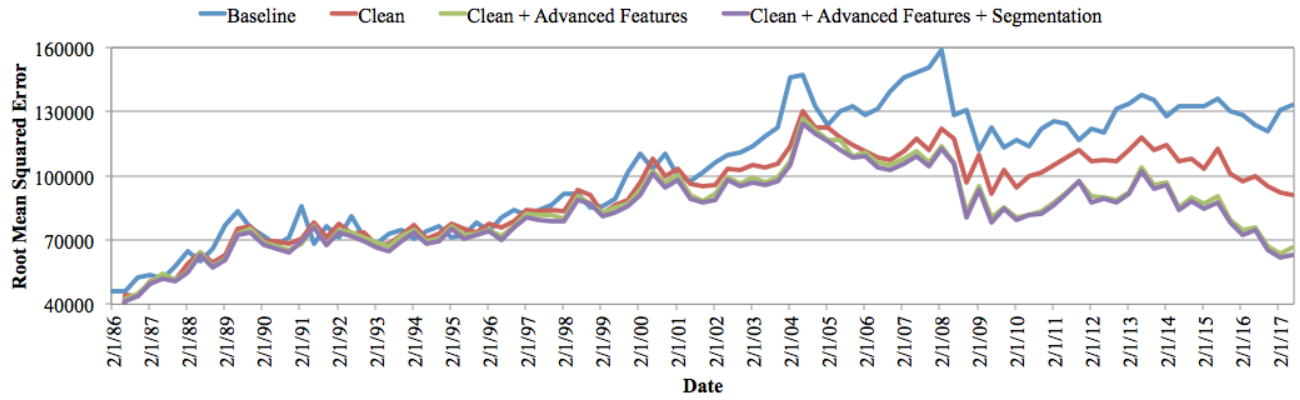 Baseline Clean Clean + Advanced Features Clean + Advanced Features + Segmentation
Root Mean Squared Error
160000
130000
100000
70000
40000
2/1/86 2/1/87 2/1/88 2/1/89 2/1/90 2/1/91 2/1/92 2/1/93 2/1/94 2/1/95 2/1/96 2/1/97 2/1/98 2/1/99 2/1/00 2/1/01 2/1/02 2/1/03 2/1/04 2/1/05 2/1/06 2/1/07 2/1/08 2/1/09 2/1/10 2/1/11 2/1/12 2/1/13 2/1/14 2/1/15 2/1/16 2/1/17
Date